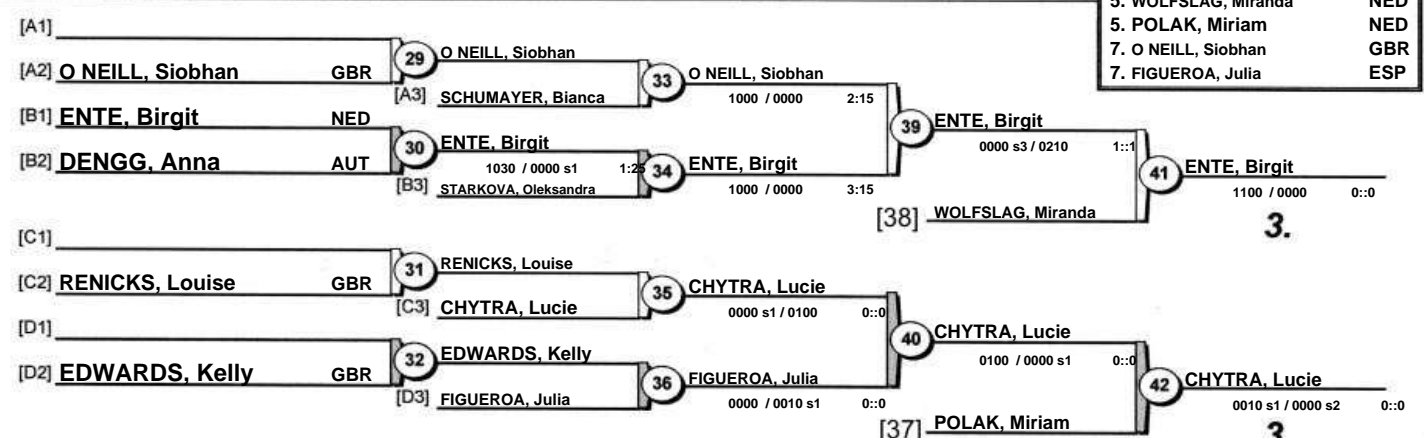 5. WOLFSLAG, Miranda NED
5. POLAK, Miriam NED
7. O NEILL, Siobhan GBR
7. FIGUEROA, Julia ESP
[A1]
[A2] O NEILL, Siobhan GBR
29
O NEILL, Siobhan
[A3] SCHUMAYER, Bianca
33
O NEILL, Siobhan
1000 / 0000 2:15
[B1] ENTE, Birgit NED
[B2] DENGG, Anna AUT
30
ENTE, Birgit
1030 / 0000 s1 1:25
[B3] STARKOVA, Oleksandra
34
ENTE, Birgit
1000 / 0000 3:15
39
ENTE, Birgit
0000 s3 / 0210 1::1
[38] WOLFSLAG, Miranda
41
ENTE, Birgit
1100 / 0000 0::0
3.
[C1]
[C2] RENICKS, Louise GBR
31
RENICKS, Louise
[C3] CHYTRA, Lucie
35
CHYTRA, Lucie
0000 s1 / 0100 0::0
[D1]
[D2] EDWARDS, Kelly GBR
32
EDWARDS, Kelly
[D3] FIGUEROA, Julia
36
FIGUEROA, Julia
0000 / 0010 s1 0::0
40
CHYTRA, Lucie
0100 / 0000 s1 0::0
[37] POLAK, Miriam
42
CHYTRA, Lucie
0010 s1 / 0000 s2 0::0
3